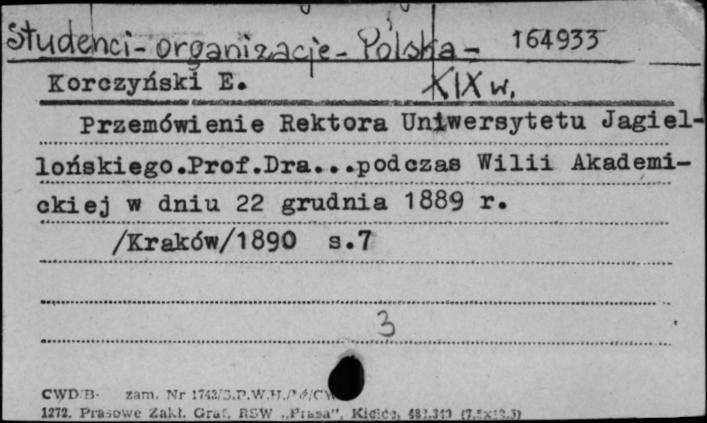 Studenci - organizacje - Polska - 164933
XIX w.
Korczyński E.
Przemówienie Rektora Uniwersytetu Jagiel-
lońskiego.Prof.Dra...podczas Wilii Akademi-
ckiej w dniu 22 grudnia 1889 r.
/Kraków/1890 s.7
3
CWD/B- zam. Nr
1272. Prasowe Zakł. Graf. RSW „Prasa", Kielce,